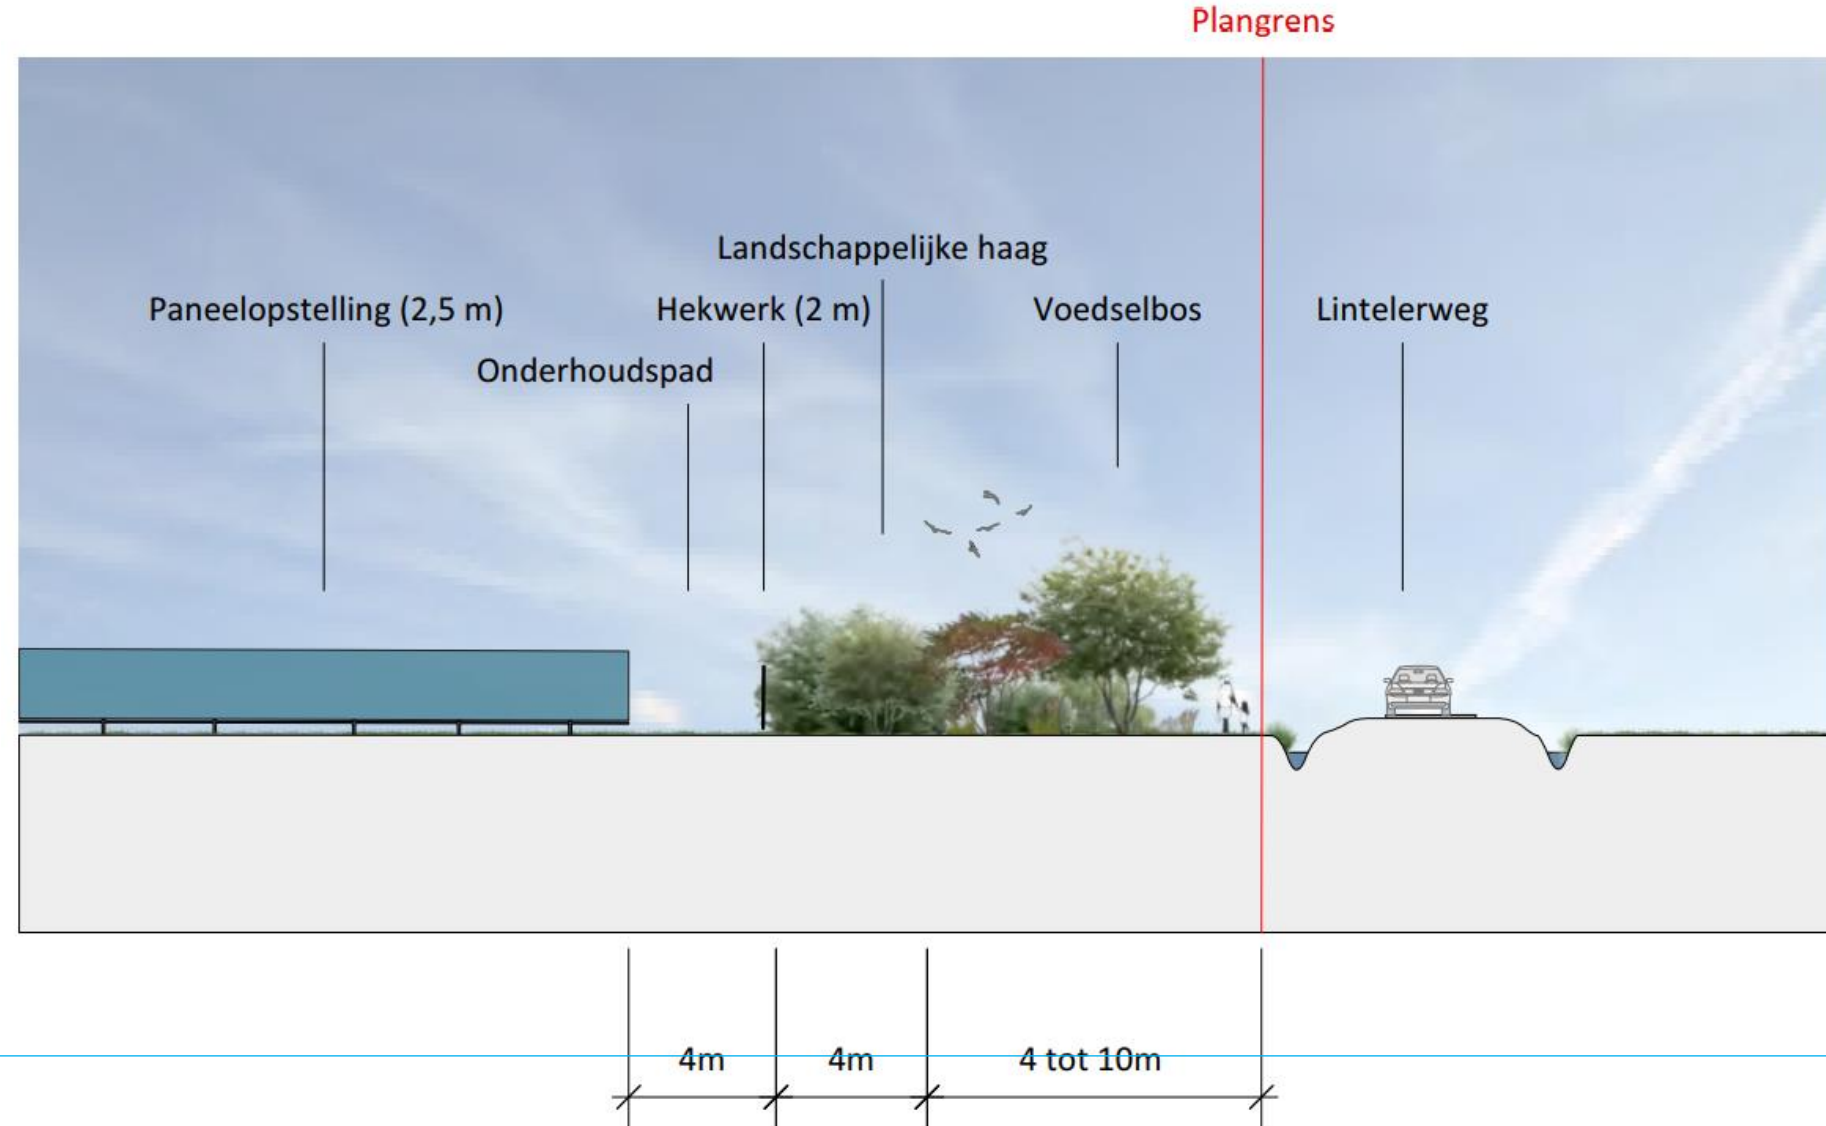 Plangrens
Landschappelijke haag
Paneelopstelling (2,5 m)
Hekwerk (2 m)
Voedselbos
Lintelerweg
Onderhoudspad
4m
4m
4 tot 10m